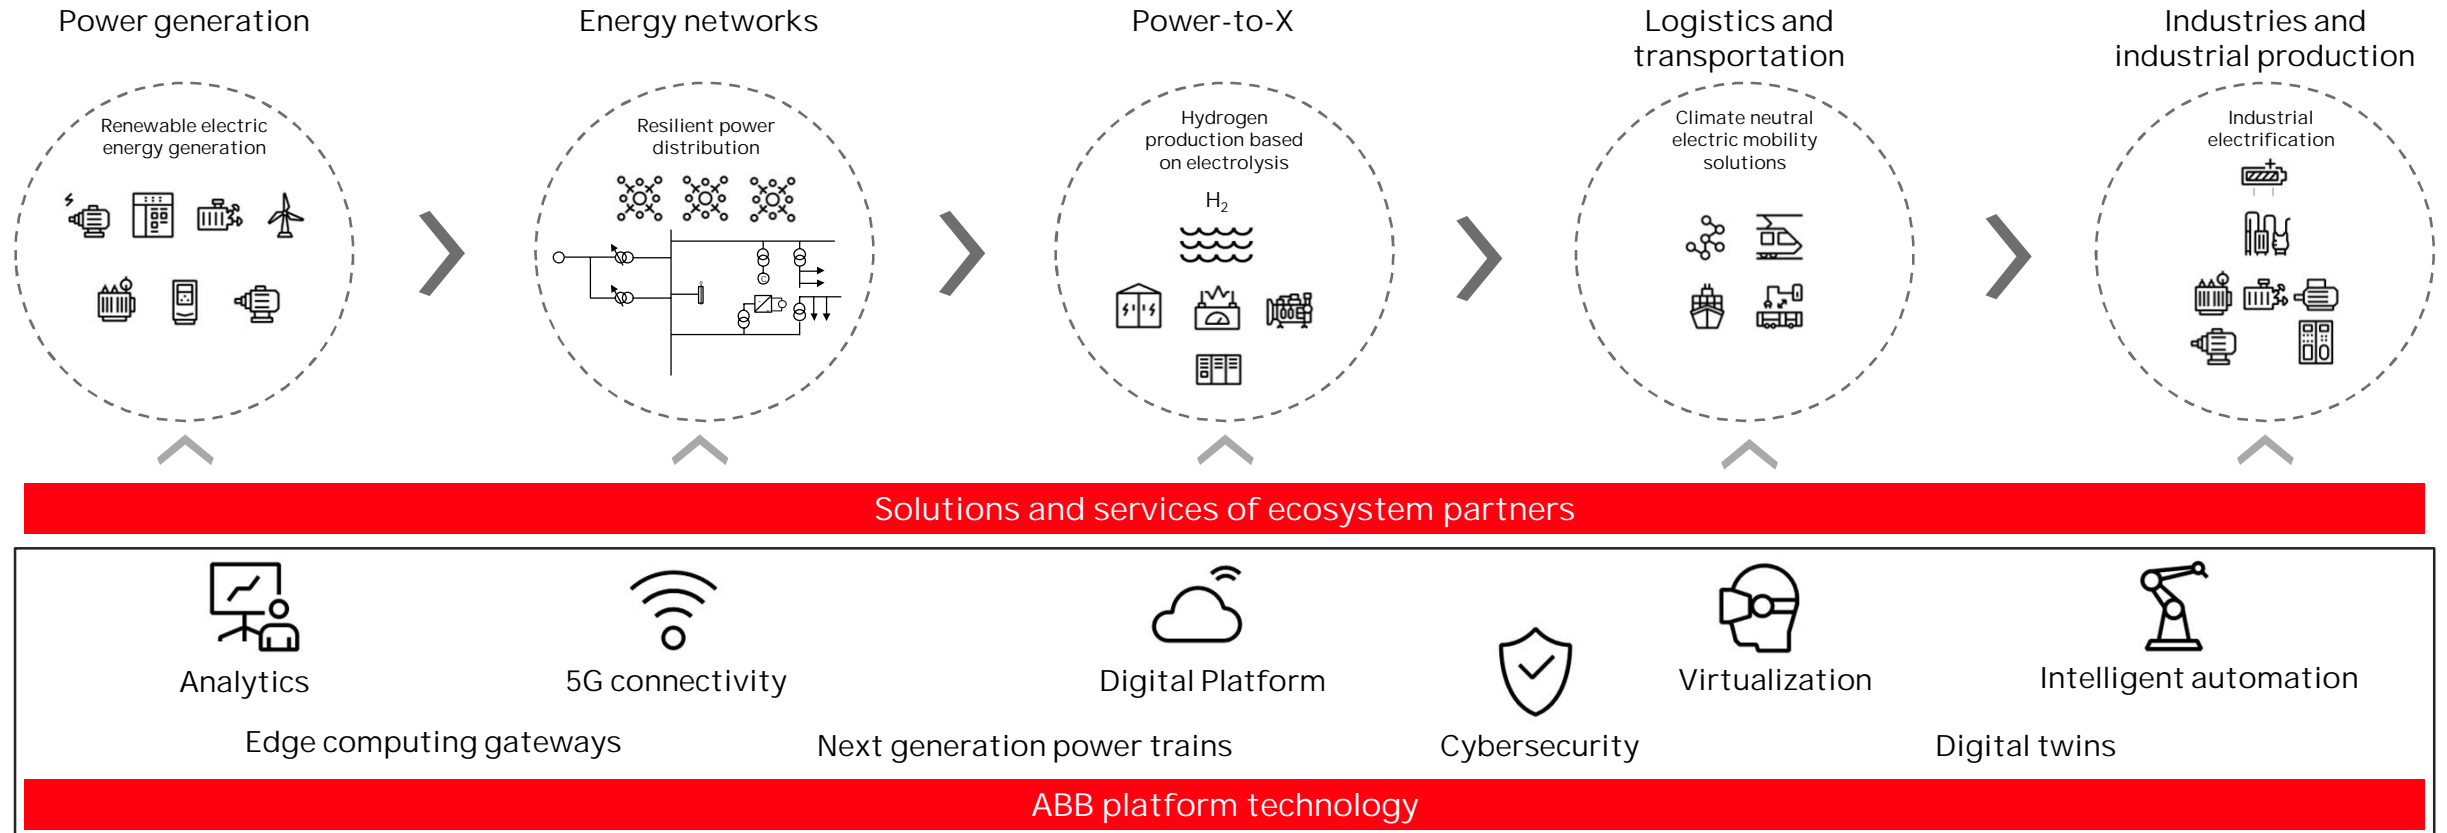 Power generation
Energy networks
Power-to-X
Logistics and
transportation
Industries and
industrial production
Renewable electric
energy generation
Resilient power
distribution
Hydrogen
production based
on electrolysis
H₂
Climate neutral
electric mobility
solutions
Industrial
electrification
C
Solutions and services of ecosystem partners
Analytics
5G connectivity
Digital Platform
Virtualization
Intelligent automation
Edge computing gateways
Next generation power trains
Cybersecurity
Digital twins
ABB platform technology